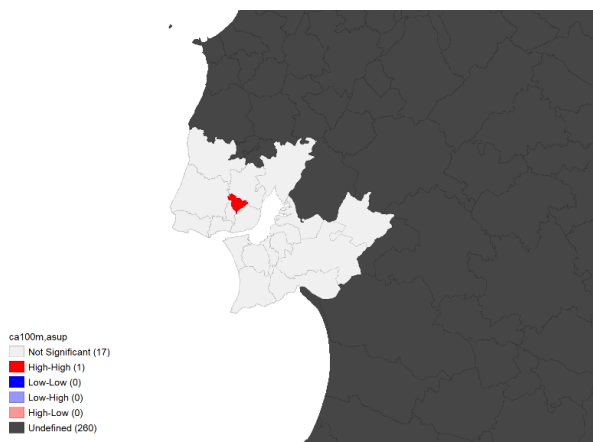 ca100m,asup
Not Significant (17)
High-High (1)
Low-Low (0)
Low-High (0)
High-Low (0)
Undefined (260)